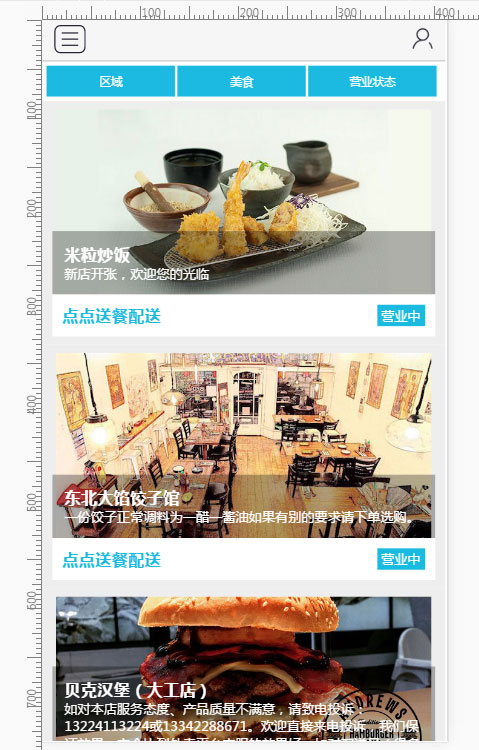 100
200
300
400
区域
美食
营业状态
100
200
300
400
500
600
700
米粒炒饭
新店开张，欢迎您的光临
点点送餐配送
营业中
东北大馅饺子馆
一份饺子正常调料为一醋一酱油如果有别的要求请下单选购。
点点送餐配送
营业中
贝克汉堡（大工店）
如对本店服务态度、产品质量不满意，请致电投诉
13224113224或13342288671。欢迎直接来电投诉，我们保